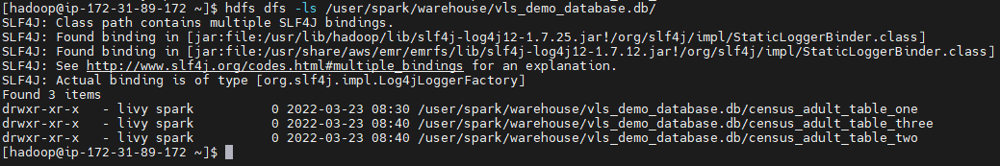 [hadoop@ip-172-31-89-172 ~]$ hdfs dfs -ls /user/spark/warehouse/vls_demo_database.db/
SLF4J: Class path contains multiple SLF4J bindings.
SLF4J: Found binding in [jar:file:/usr/lib/hadoop/lib/slf4j-log4j12-1.7.25.jar!/org/slf4j/impl/StaticLoggerBinder.class]
SLF4J: Found binding in [jar:file:/usr/share/aws/emr/emrfs/lib/slf4j-log4j12-1.7.12.jar!/org/slf4j/impl/StaticLoggerBinder.class]
SLF4J: See http://www.slf4j.org/codes.html#multiple_bindings for an explanation.
SLF4J: Actual binding is of type [org.slf4j.impl.Log4jLoggerFactory]
Found 3 items
drwxr-xr-x   - livy spark          0 2022-03-23 08:30 /user/spark/warehouse/vls_demo_database.db/census_adult_table_one
drwxr-xr-x   - livy spark          0 2022-03-23 08:40 /user/spark/warehouse/vls_demo_database.db/census_adult_table_three
drwxr-xr-x   - livy spark          0 2022-03-23 08:40 /user/spark/warehouse/vls_demo_database.db/census_adult_table_two
[hadoop@ip-172-31-89-172 ~]$